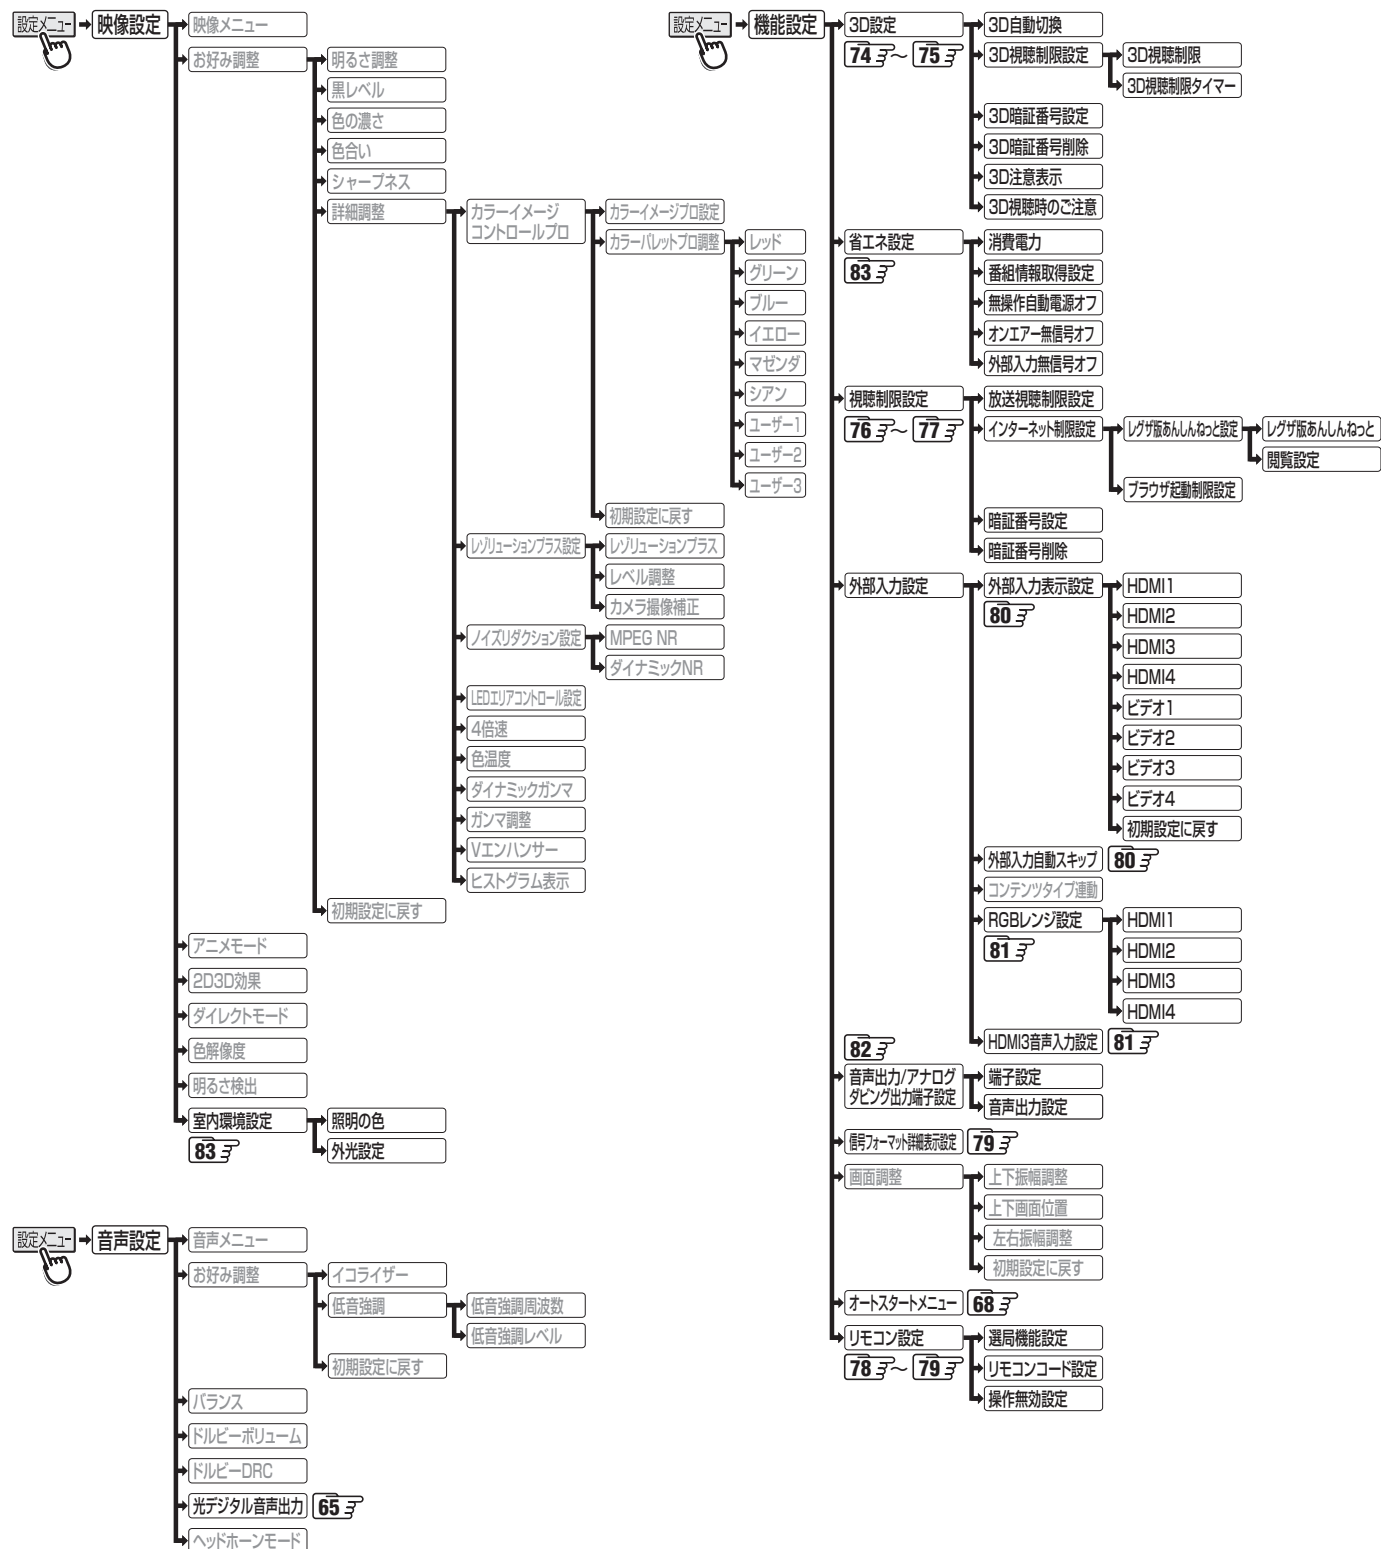 設定メニュー
映像設定
映像メニュー
お好み調整
明るさ調整
黒レベル
色の濃さ
色合い
シャープネス
詳細調整
カラーイメージ
コントロールプロ
カラーイメージプロ設定
カラーパレットプロ調整
レッド
グリーン
ブルー
イエロー
マゼンダ
シアン
ユーザー1
ユーザー2
ユーザー3
初期設定に戻す
レゾリューションプラス設定
レゾリューションプラス
レベル調整
カメラ撮像補正
ノイズリダクション設定
MPEG NR
ダイナミックNR
LEDエリアコントロール設定
4倍速
色温度
ダイナミックガンマ
ガンマ調整
Vエンハンサー
ヒストグラム表示
初期設定に戻す
アニメモード
2D3D効果
ダイレクトモード
色解像度
明るさ検出
室内環境設定
83
照明の色
外光設定
設定メニュー
音声設定
音声メニュー
お好み調整
イコライザー
低音強調
低音強調周波数
低音強調レベル
初期設定に戻す
バランス
ドルビーボリューム
ドルビーDRC
光デジタル音声出力 65
ヘッドホーンモード
設定メニュー
機能設定
3D設定
74 ~ 75
3D自動切換
3D視聴制限設定
3D視聴制限
3D視聴制限タイマー
3D暗証番号設定
3D暗証番号削除
3D注意表示
3D視聴時のご注意
省エネ設定
83
消費電力
番組情報取得設定
無操作自動電源オフ
オンエアー無信号オフ
外部入力無信号オフ
視聴制限設定
76 ~ 77
放送視聴制限設定
インターネット制限設定
レグザ版あんしんねっと設定
レグザ版あんしんねっと
閲覧設定
ブラウザ起動制限設定
暗証番号設定
暗証番号削除
外部入力設定
外部入力表示設定
80
HDMI1
HDMI2
HDMI3
HDMI4
ビデオ1
ビデオ2
ビデオ3
ビデオ4
初期設定に戻す
外部入力自動スキップ 80
コンテンツタイプ連動
RGBレンジ設定
81
HDMI1
HDMI2
HDMI3
HDMI4
HDMI3音声入力設定 81
82
音声出力/アナログ
ダビング出力端子設定
端子設定
音声出力設定
信号フォーマット詳細表示設定 79
画面調整
上下振幅調整
上下画面位置
左右振幅調整
初期設定に戻す
オートスタートメニュー 68
リモコン設定
78 ~ 79
選局機能設定
リモコンコード設定
操作無効設定